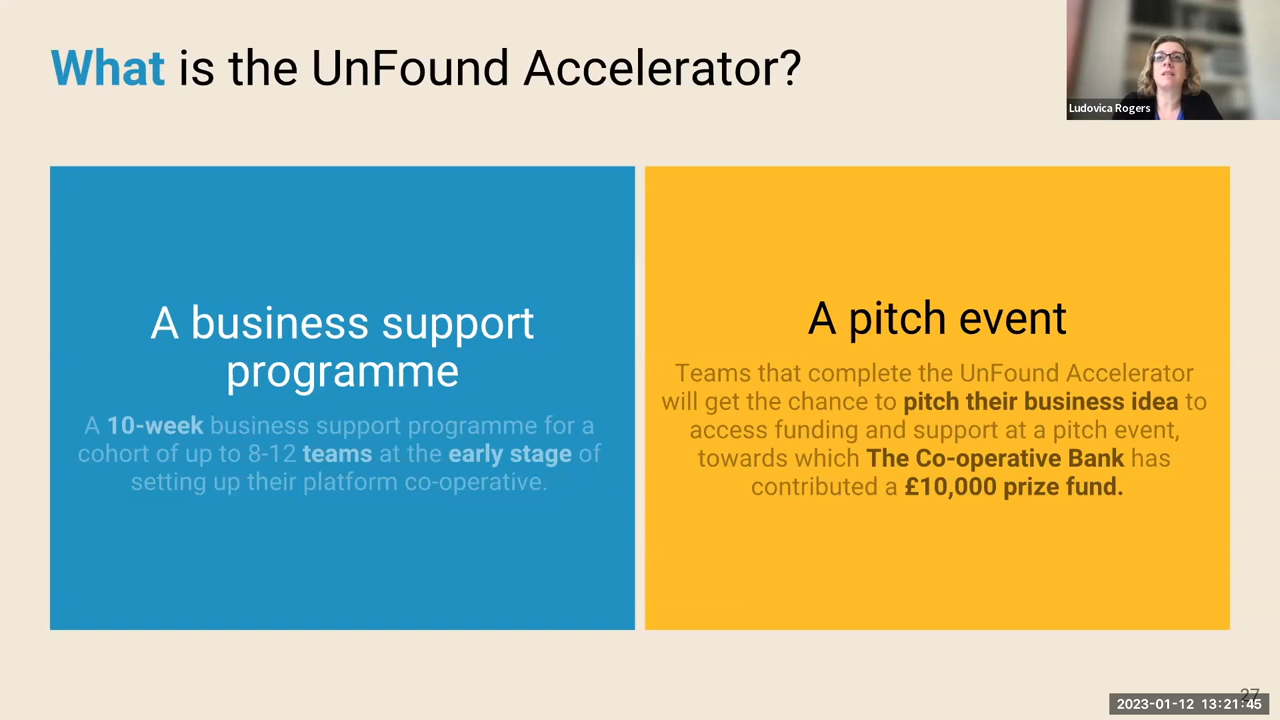 What is the UnFound Accelerator?
Ludovica Rogers
A business support
programme
A 10-week business support programme for a
cohort of up to 8-12 teams at the early stage of
setting up their platform co-operative.
A pitch event
Teams that complete the UnFound Accelerator
will get the chance to pitch their business idea to
access funding and support at a pitch event,
towards which The Co-operative Bank has
contributed a £10,000 prize fund.
27
2023-01-12 13:21:45